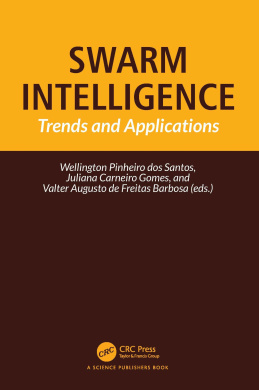 SWARM
INTELLIGENCE
Trends and Applications
Wellington Pinheiro dos Santos,
Juliana Carneiro Gomes, and
Valter Augusto de Freitas Barbosa (eds.)
CRC
CRC Press
Taylor & Francis Group
A SCIENCE PUBLISHERS BOOK